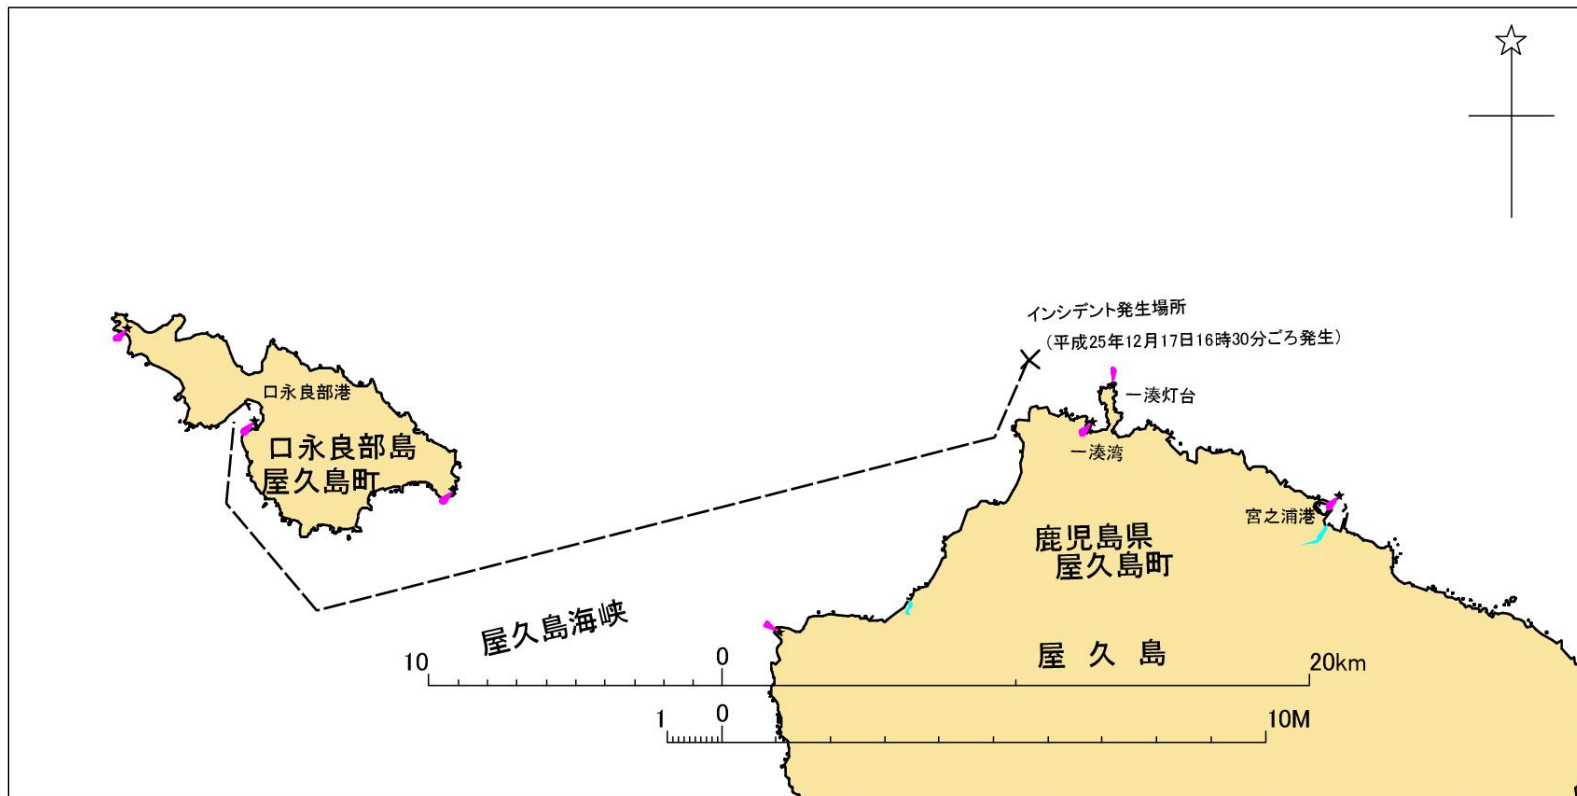 インシデント発生場所
（平成25年12月17日16時30分ごろ発生）
口永良部港
一湊灯台
口永良部島
屋久島町
一湊湾
宮之浦港
鹿児島県
屋久島町
屋久島海峡
屋久島
10 0 20km
1 0 10M